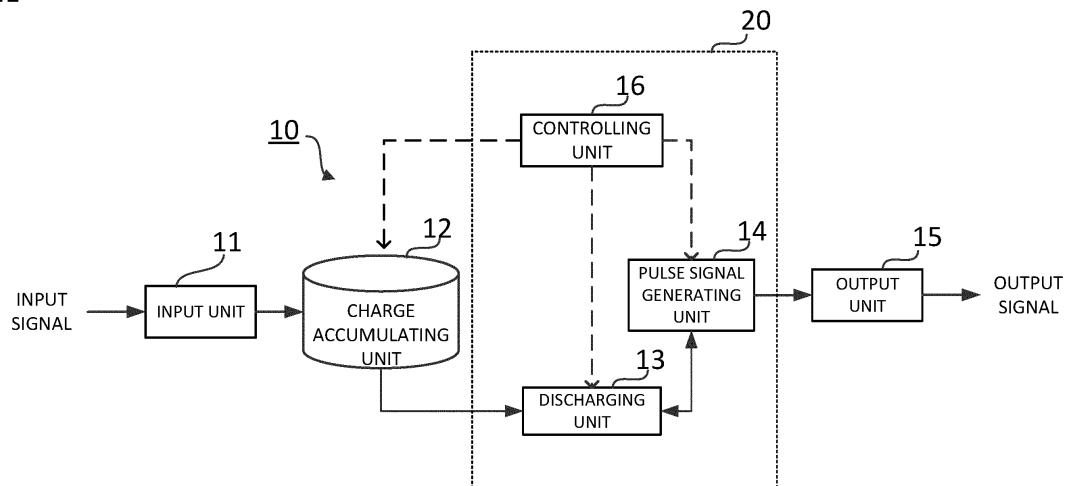 20
16
CONTROLLING
UNIT
10
11
12
14
15
INPUT
SIGNAL
INPUT UNIT
CHARGE
ACCUMULATING
UNIT
PULSE SIGNAL
GENERATING
UNIT
OUTPUT
UNIT
OUTPUT
SIGNAL
13
DISCHARGING
UNIT